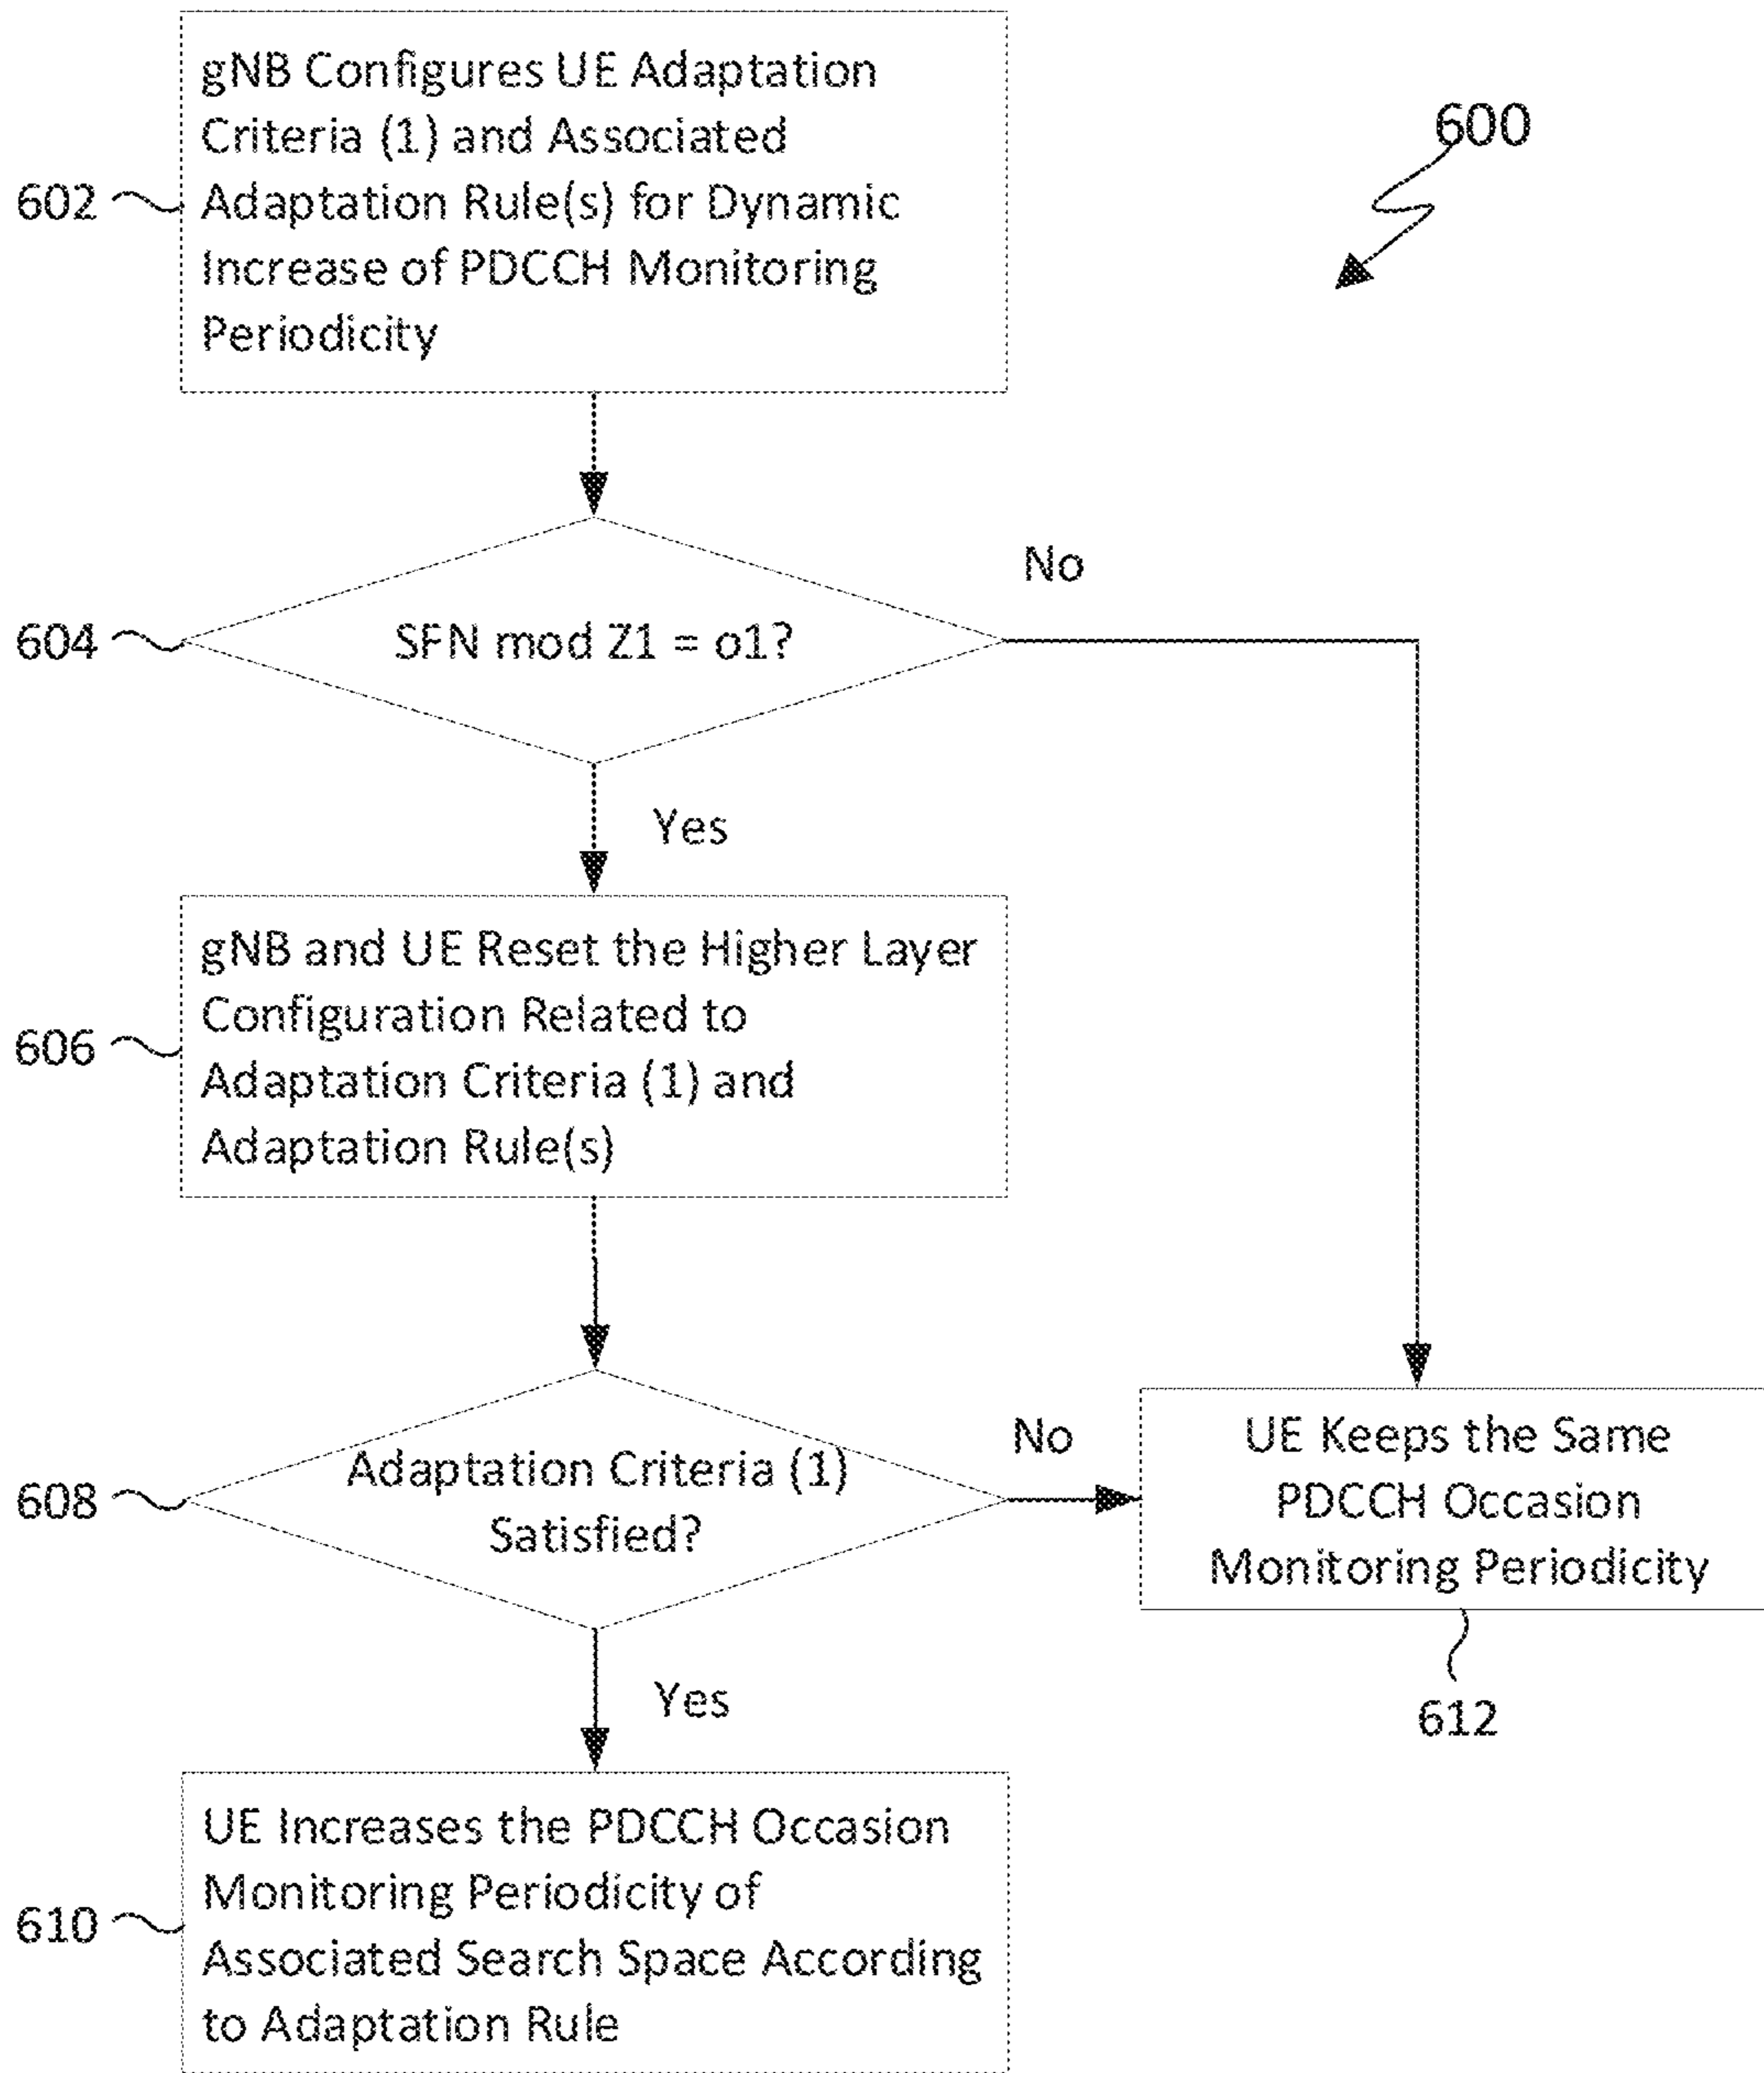 gNB Configures UE Adaptation
Criteria (1) and Associated
Adaptation Rule(s) for Dynamic
Increase of PDCCH Monitoring
Periodicity
602
600
604
SFN mod Z1 = o1?
No
Yes
gNB and UE Reset the Higher Layer
Configuration Related to
Adaptation Criteria (1) and
Adaptation Rule(s)
606
608
Adaptation Criteria (1)
Satisfied?
No
Yes
UE Keeps the Same
PDCCH Occasion
Monitoring Periodicity
612
610
UE Increases the PDCCH Occasion
Monitoring Periodicity of
Associated Search Space According
to Adaptation Rule